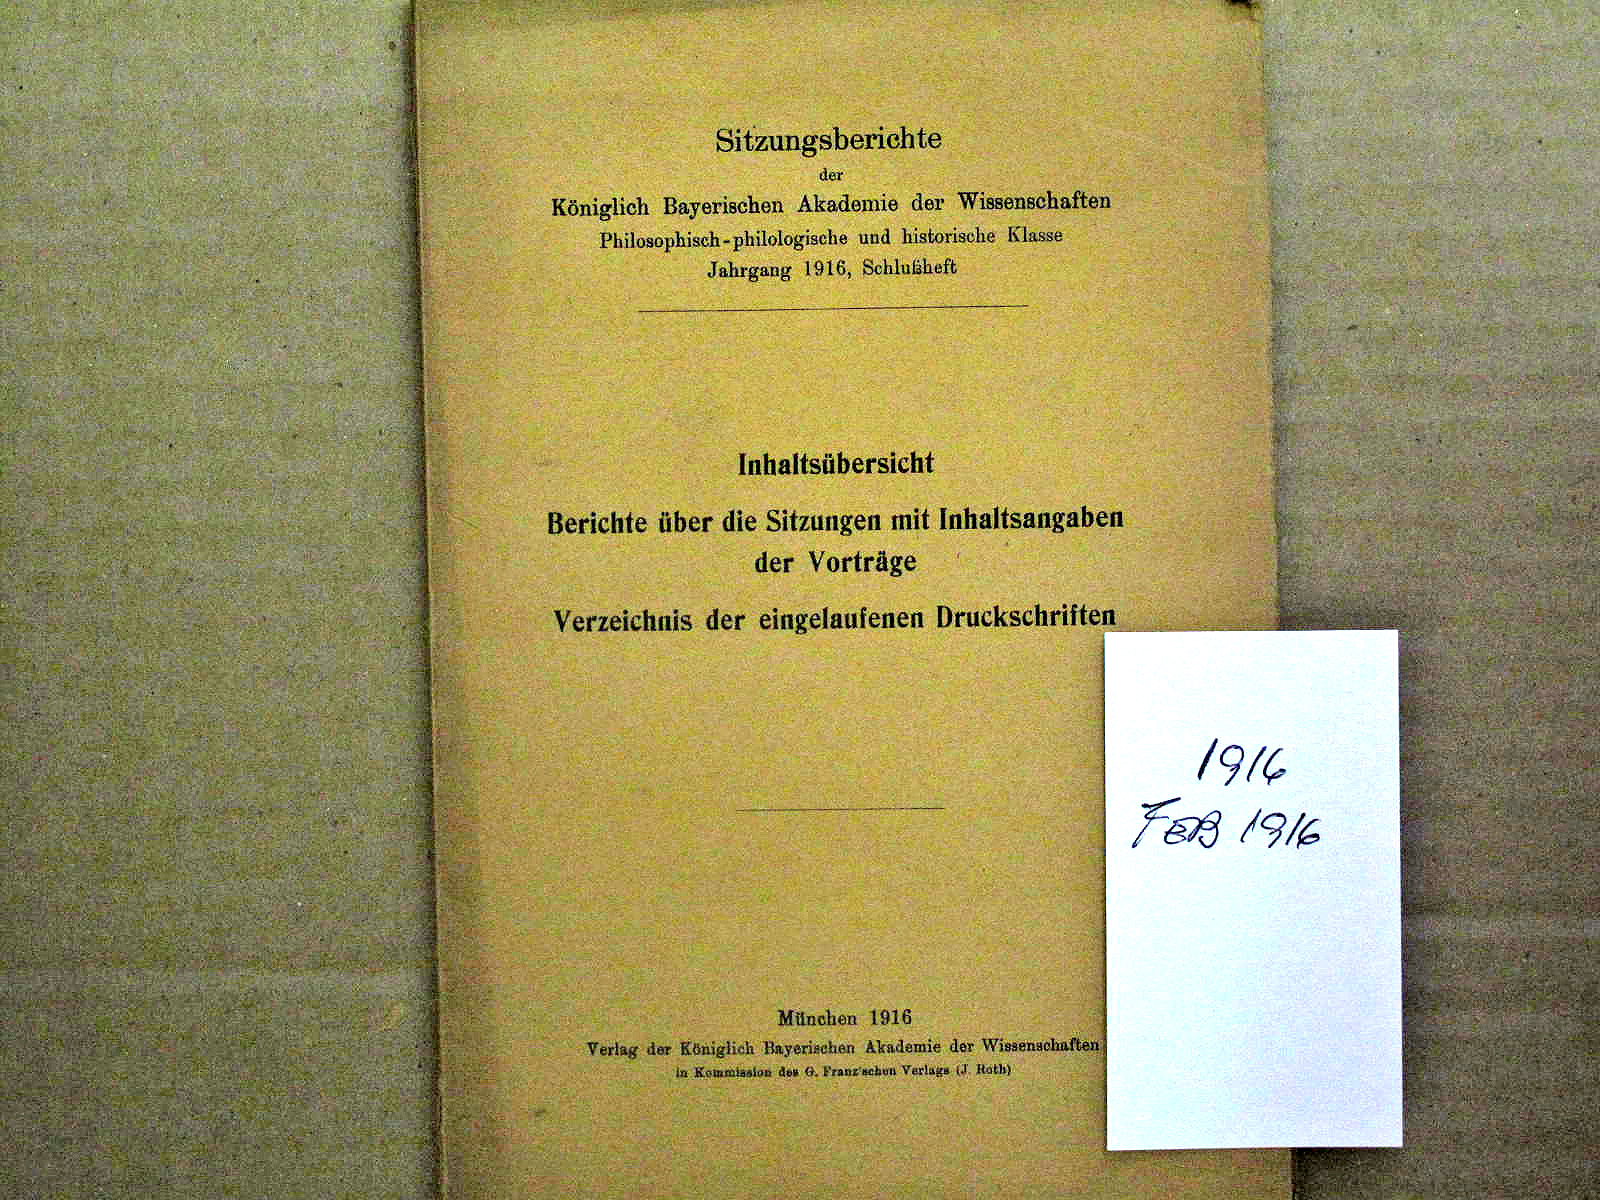 Sitzungsberichte
der
Königlich Bayerischen Akademie der Wissenschaften
Philosophisch-philologische und historische Klasse
Jahrgang 1916, Schlußheft
Inhaltsübersicht
Berichte über die Sitzungen mit Inhaltsangaben
der Vorträge
Verzeichnis der eingelaufenen Druckschriften
1916
FEB 1916
München 1916
Verlag der Königlich Bayerischen Akademie der Wissenschaften
in Kommission des G. Franz'schen Verlags (J. Roth)